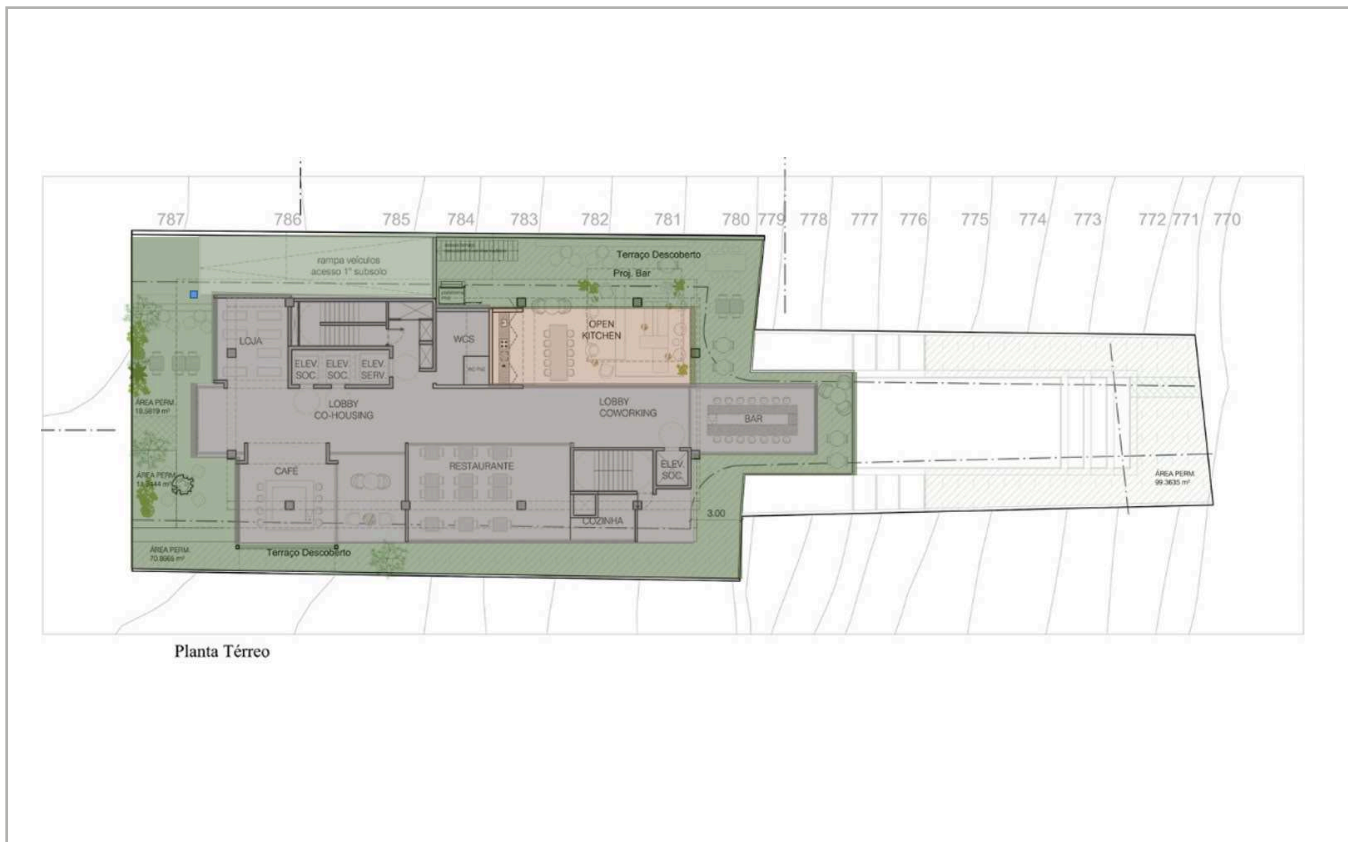 787 786 785 784 783 782 781 780 779 778 777 776 775 774 773 772 771 770
rampa veículos
acesso 1º subsolo
Terraço Descoberto
Proj. Bar
LOJA
WCS
OPEN
KITCHEN
ELEV.
SOC.
ELEV.
SOC.
ELEV.
SERV.
LOBBY
CO-HOUSING
LOBBY
COWORKING
BAR
ÁREA PERM.
CAFÉ
RESTAURANTE
ELEV.
SOC.
ÁREA PERM.
ÁREA PERM.
99.3635 m²
3.00
COZINHA
ÁREA PERM.
70.8665 m²
Terraço Descoberto
Planta Térreo